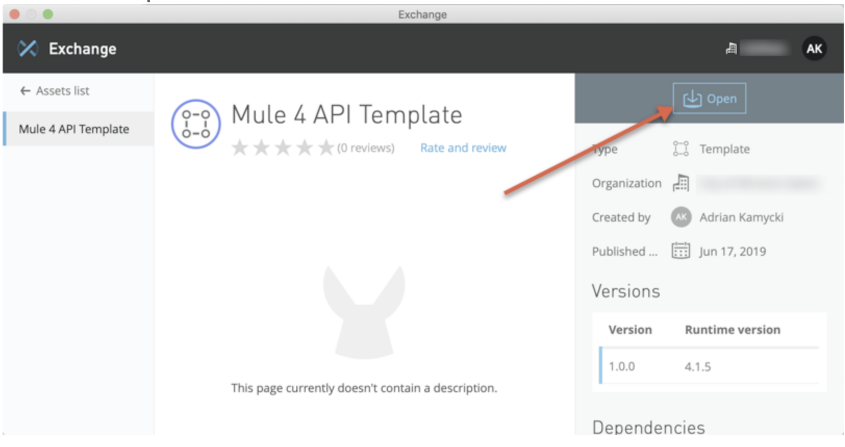 Exchange
Exchange
AK
← Assets list
Mule 4 API Template
Mule 4 API Template
(0 reviews) Rate and review
This page currently doesn't contain a description.
Open
Type Template
Organization
Created by AK Adrian Kamycki
Published ... Jun 17, 2019
Versions
Version Runtime version
1.0.0 4.1.5
Dependencies